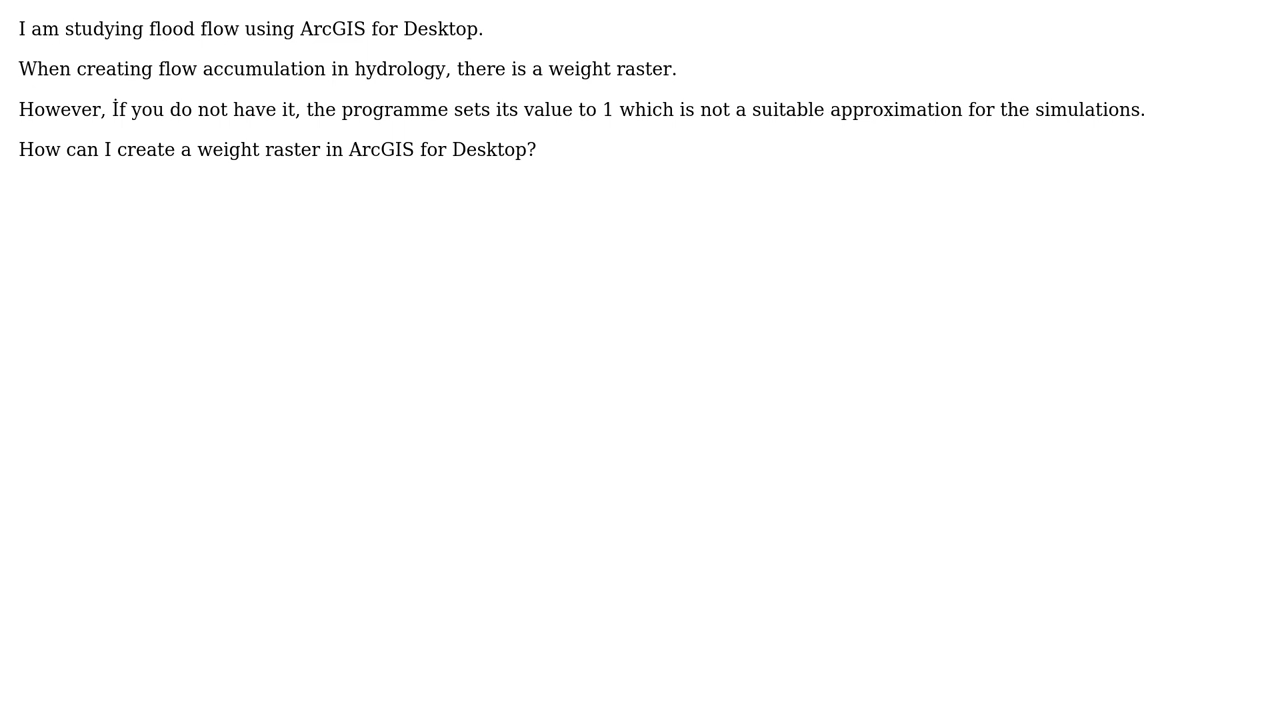 I am studying flood flow using ArcGIS for Desktop.
When creating flow accumulation in hydrology, there is a weight raster.
However, İf you do not have it, the programme sets its value to 1 which is not a suitable approximation for the simulations.
How can I create a weight raster in ArcGIS for Desktop?